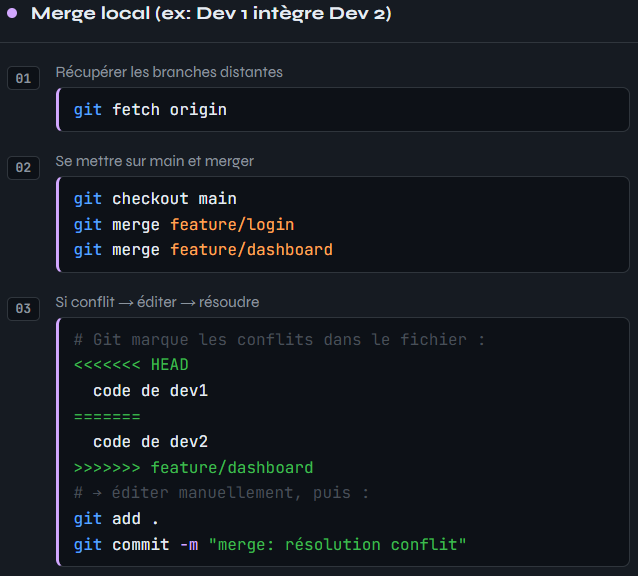 Merge local (ex: Dev 1 intègre Dev 2)
01
Récupérer les branches distantes
git fetch origin
02
Se mettre sur main et merger
git checkout main
git merge feature/login
git merge feature/dashboard
03
Si conflit → éditer → résoudre
# Git marque les conflits dans le fichier :
<<<<<<< HEAD
  code de dev1
=======
  code de dev2
>>>>>>> feature/dashboard
# → éditer manuellement, puis :
git add .
git commit -m "merge: résolution conflit"